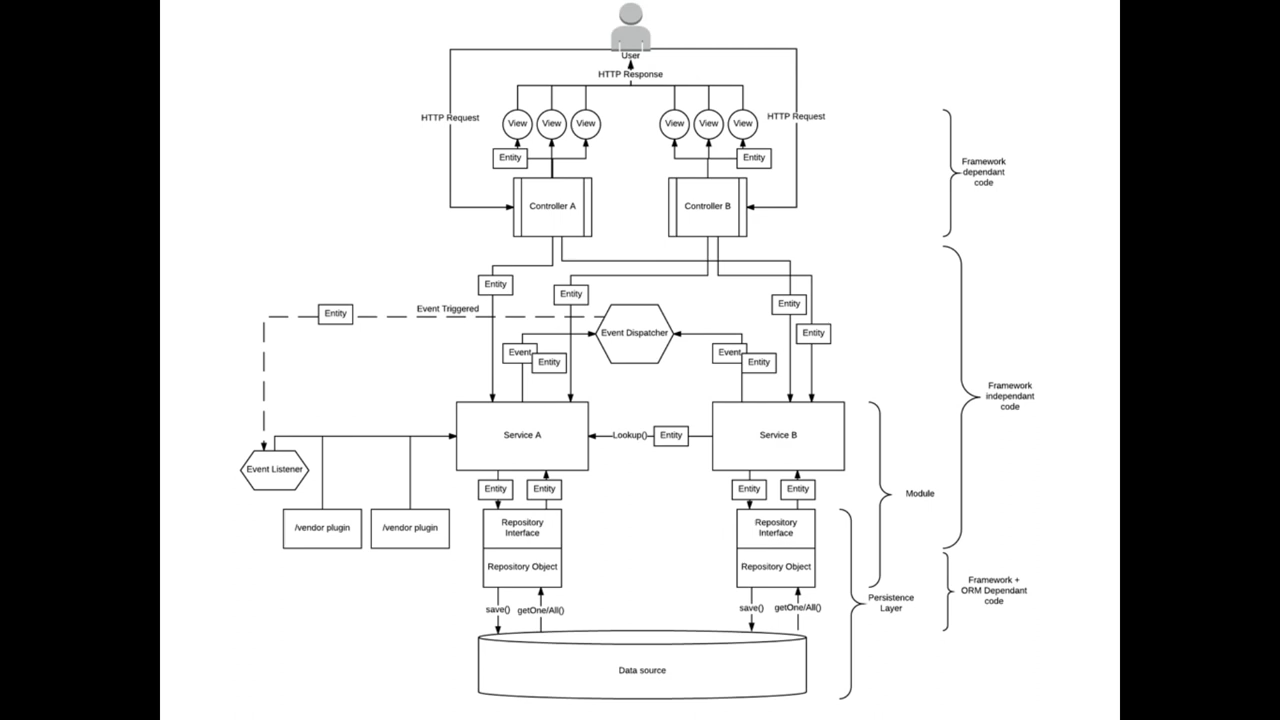 User
HTTP Response
HTTP Request
HTTP Request
View
View
View
View
View
View
Entity
Entity
Framework
dependant
code
Controller A
Controller B
Entity
Entity
Entity
Entity
Event Triggered
Entity
Event Dispatcher
Event
Entity
Event
Entity
Framework
independant
code
Service A
Lookup()
Entity
Service B
Event Listener
Entity
Entity
Entity
Entity
Module
/vendor plugin
/vendor plugin
Repository
Interface
Repository
Interface
Repository Object
Repository Object
Framework +
ORM Dependant
code
Persistence
Layer
save()
getOne/All()
save()
getOne/All()
Data source